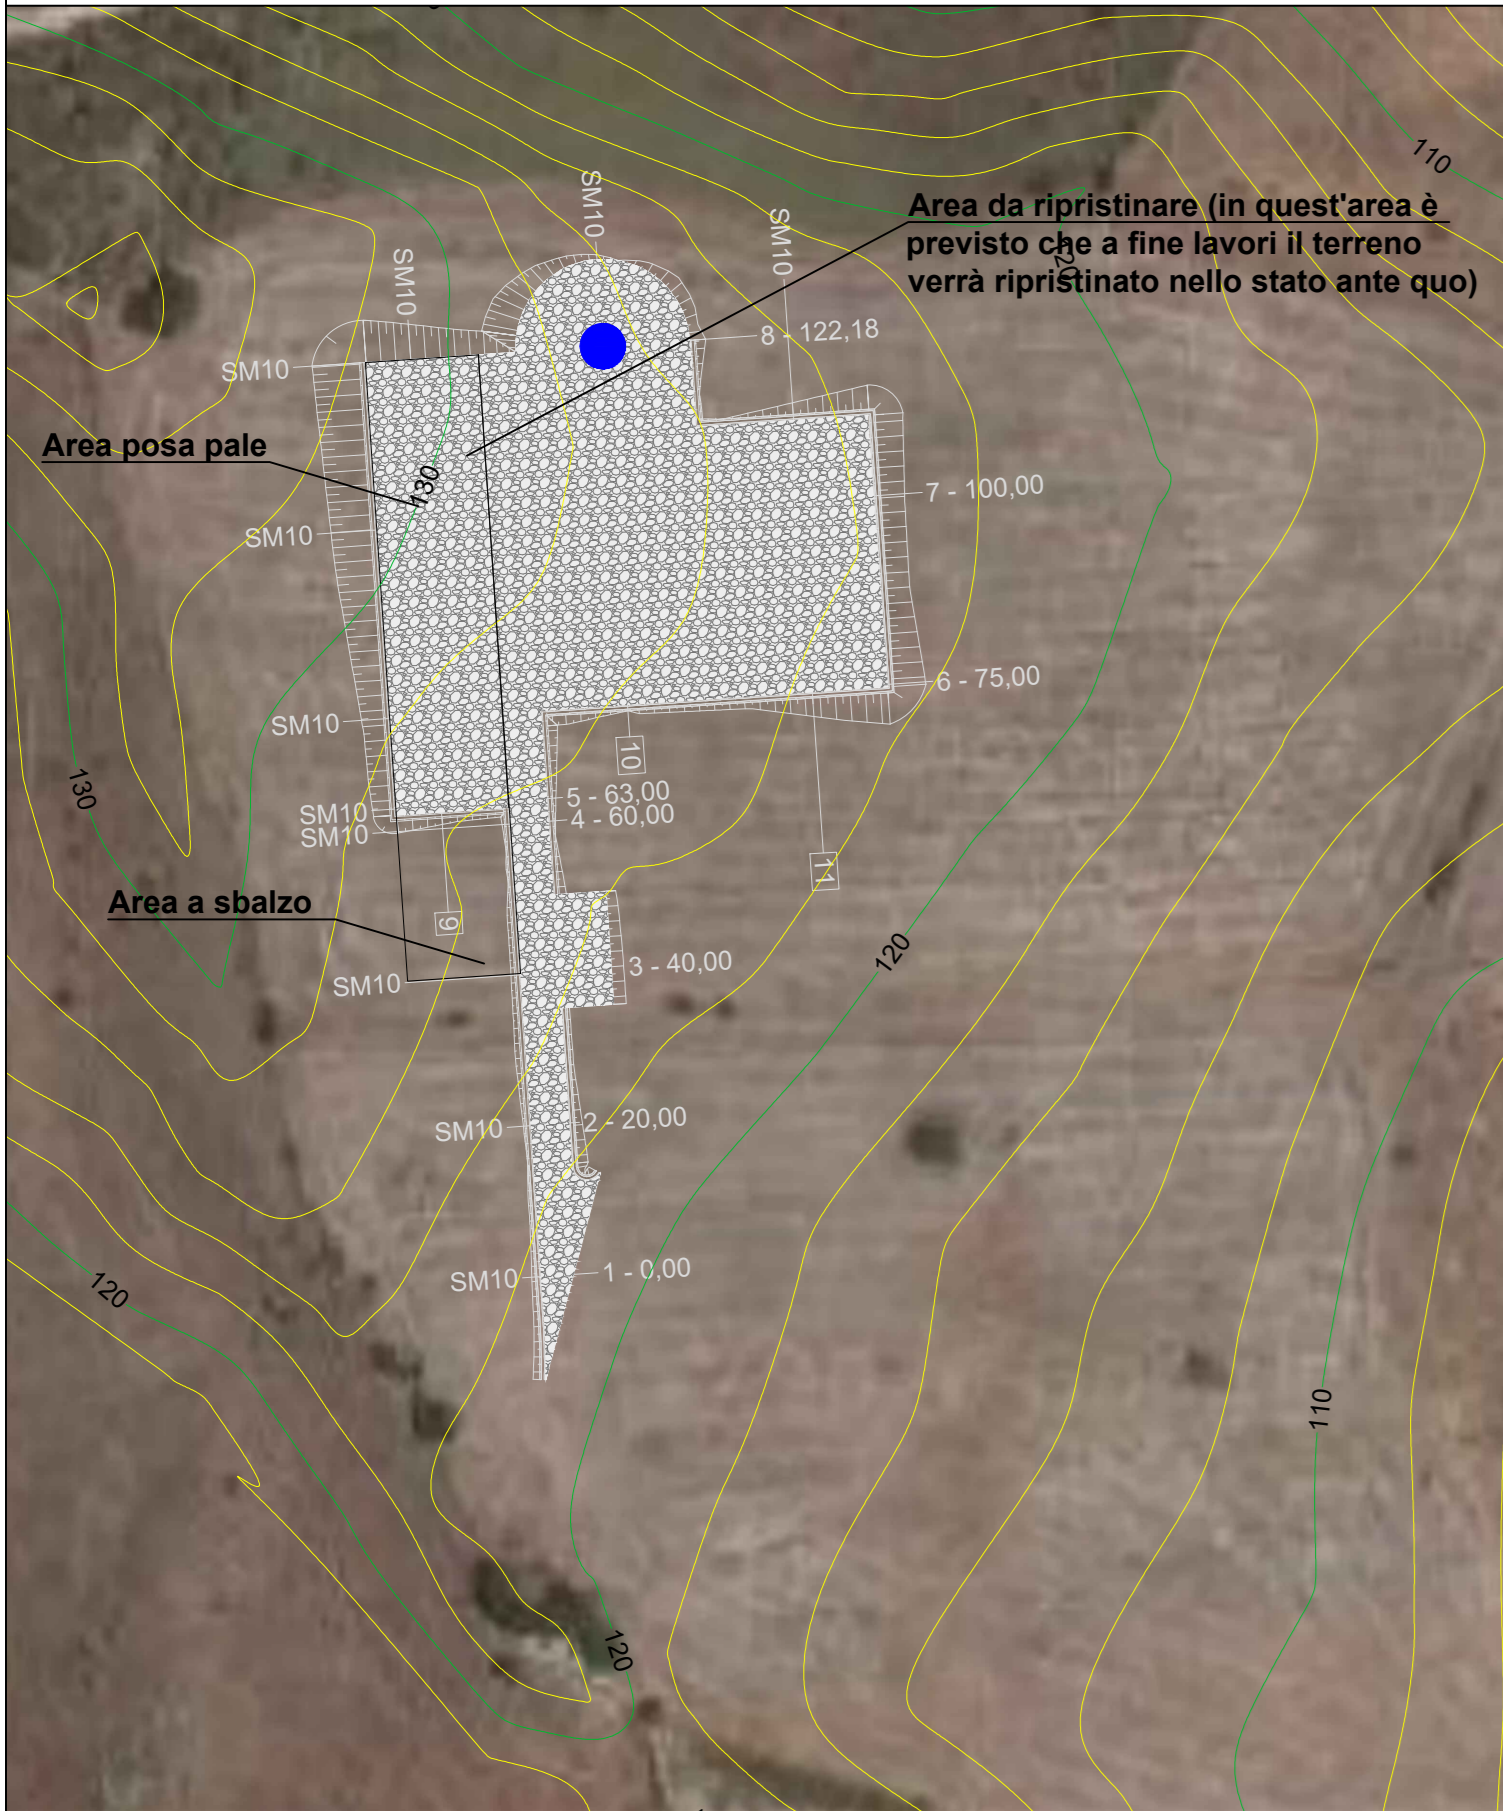 110
SM10
SM10
SM10
Area da ripristinare (in quest'area è
previsto che a fine lavori il terreno
verrà ripristinato nello stato ante quo)
120
8 - 122,18
SM10
Area posa pale
130
7 - 100,00
SM10
6 - 75,00
SM10
10
130
5 - 63,00
SM10
4 - 60,00
SM10
11
Area a sbalzo
9
120
3 - 40,00
SM10
2 - 20,00
SM10
1 - 0,00
SM10
120
110
120